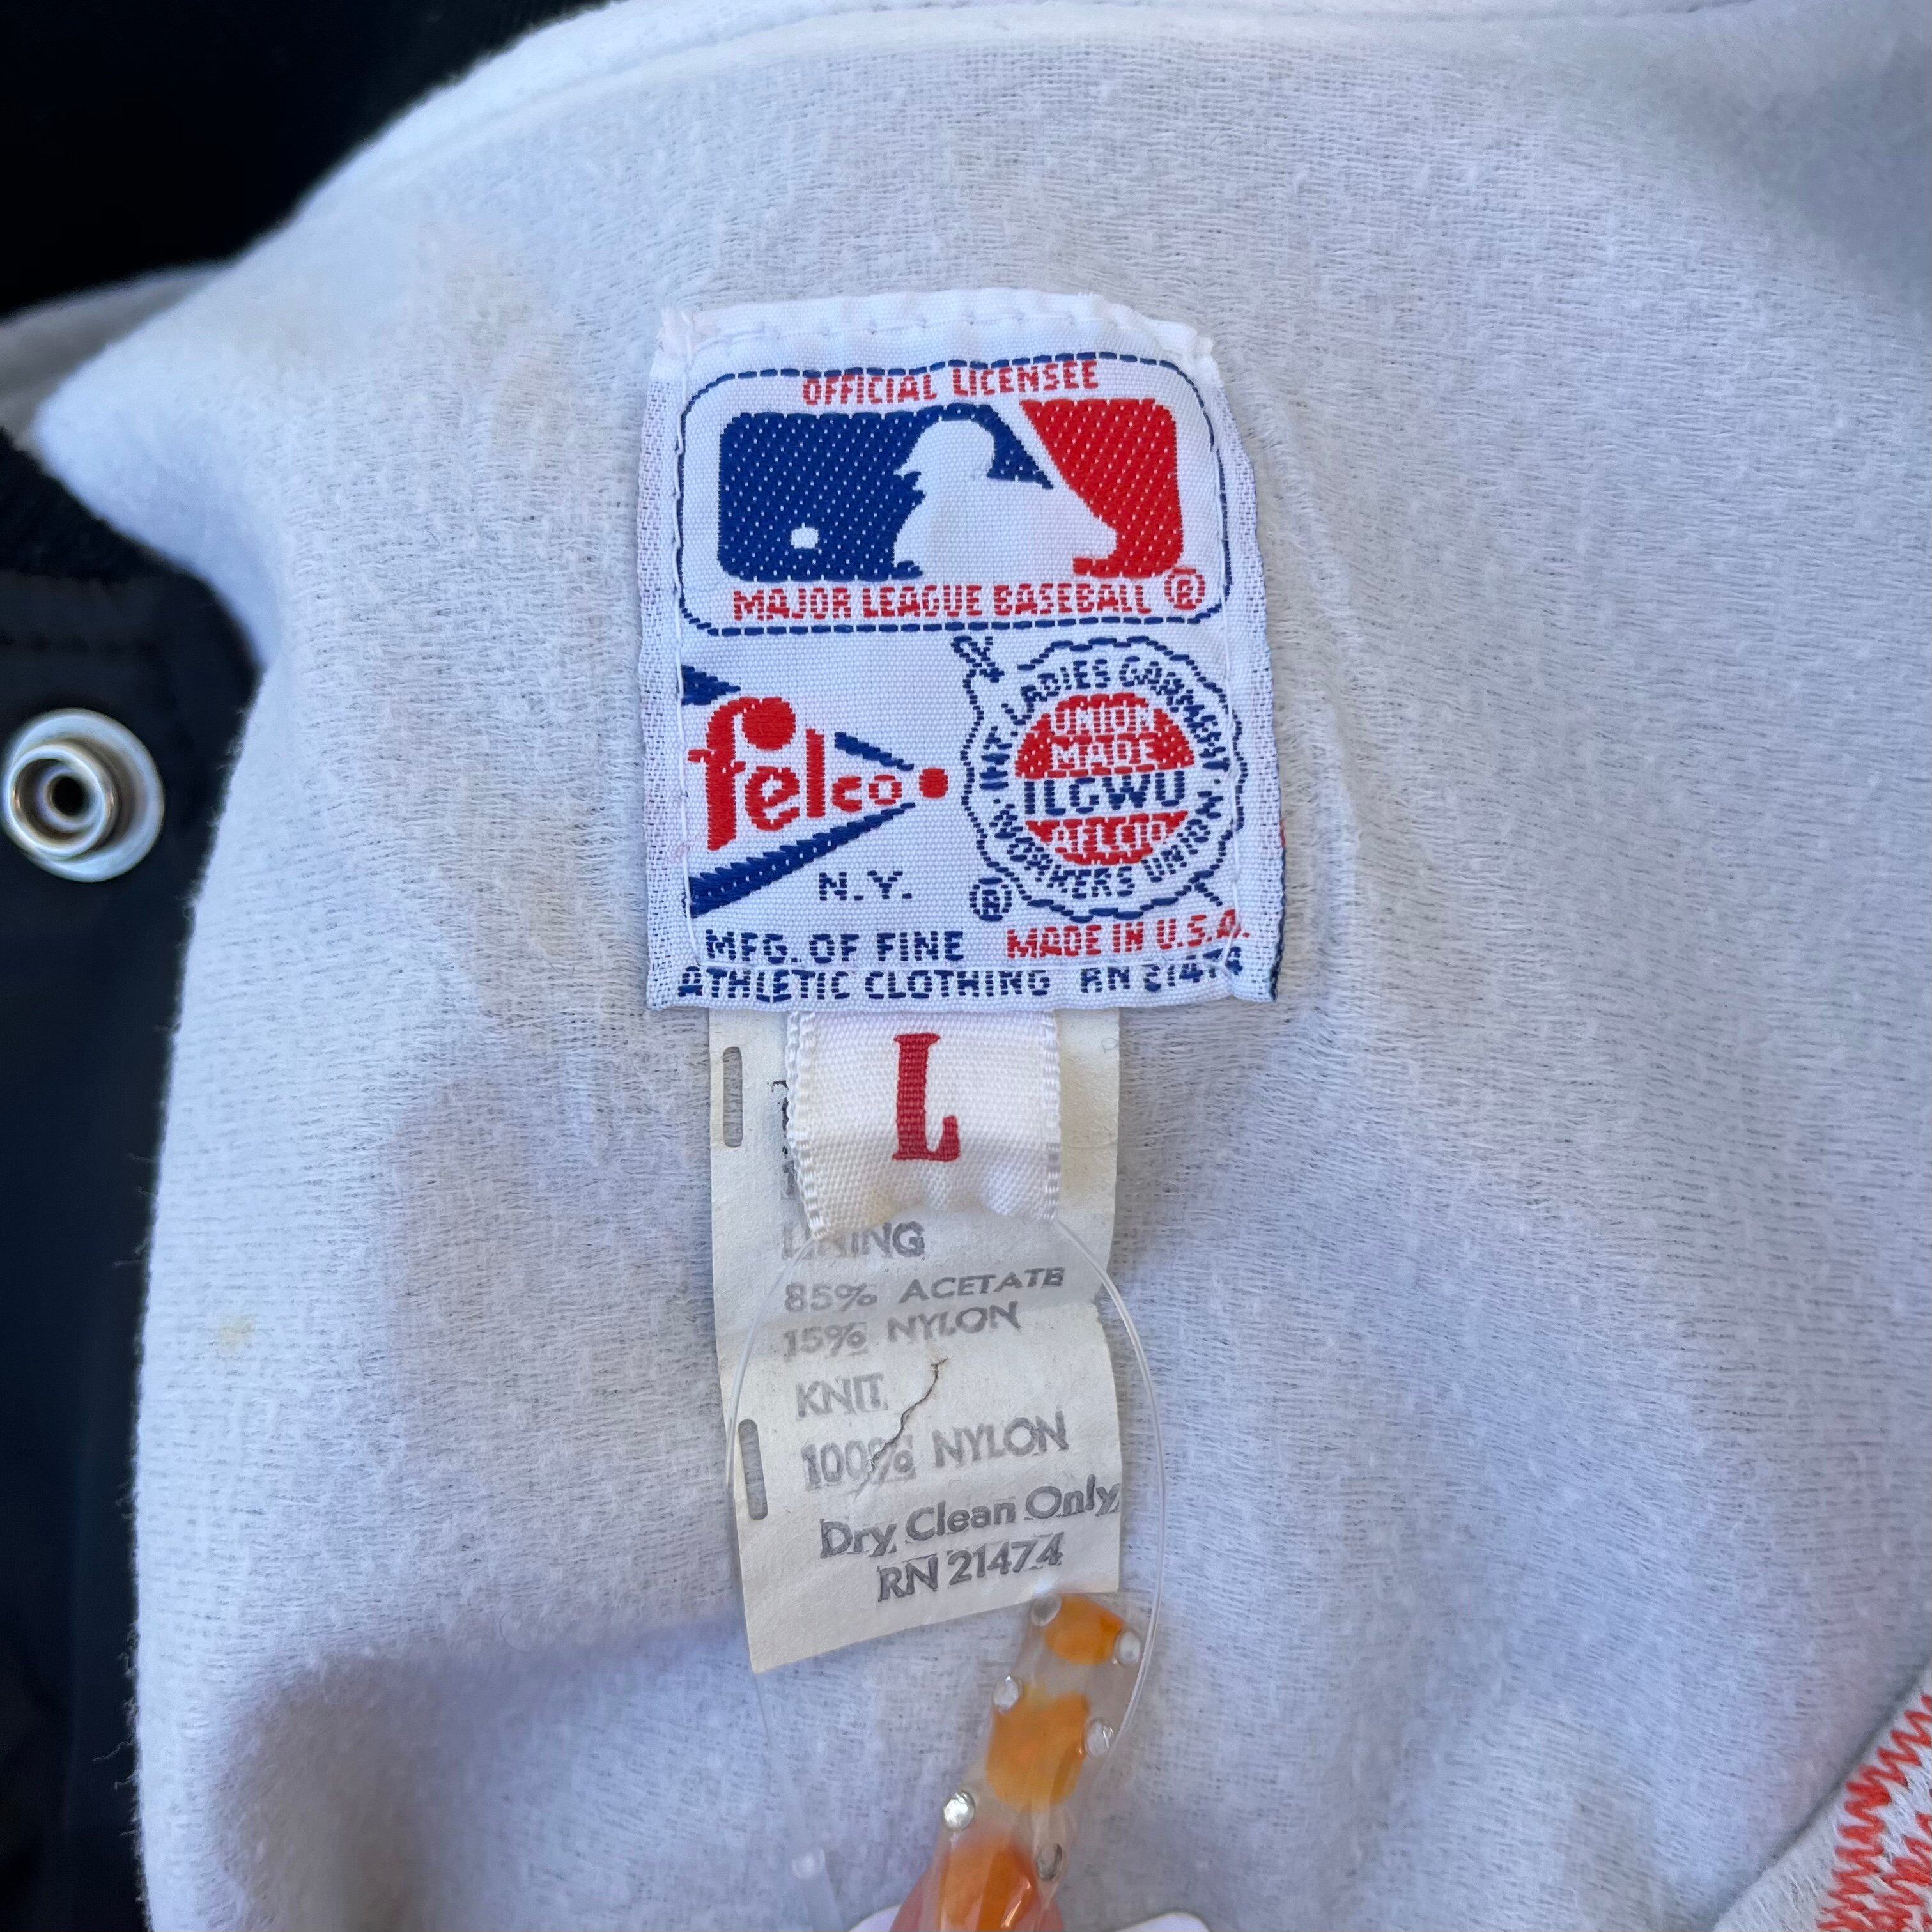 OFFICIAL LICENSEE
MAJOR LEAGUE BASEBALL ®
felco
N.Y.
INT. LADIES GARMENT WORKERS UNION
UNION
MADE
ILGWU
AFL-CIO
®
MFG. OF FINE MADE IN U.S.A.
ATHLETIC CLOTHING RN 21474
L
LINING
85% ACETATE
15% NYLON
KNIT
100% NYLON
Dry Clean Only
RN 21474